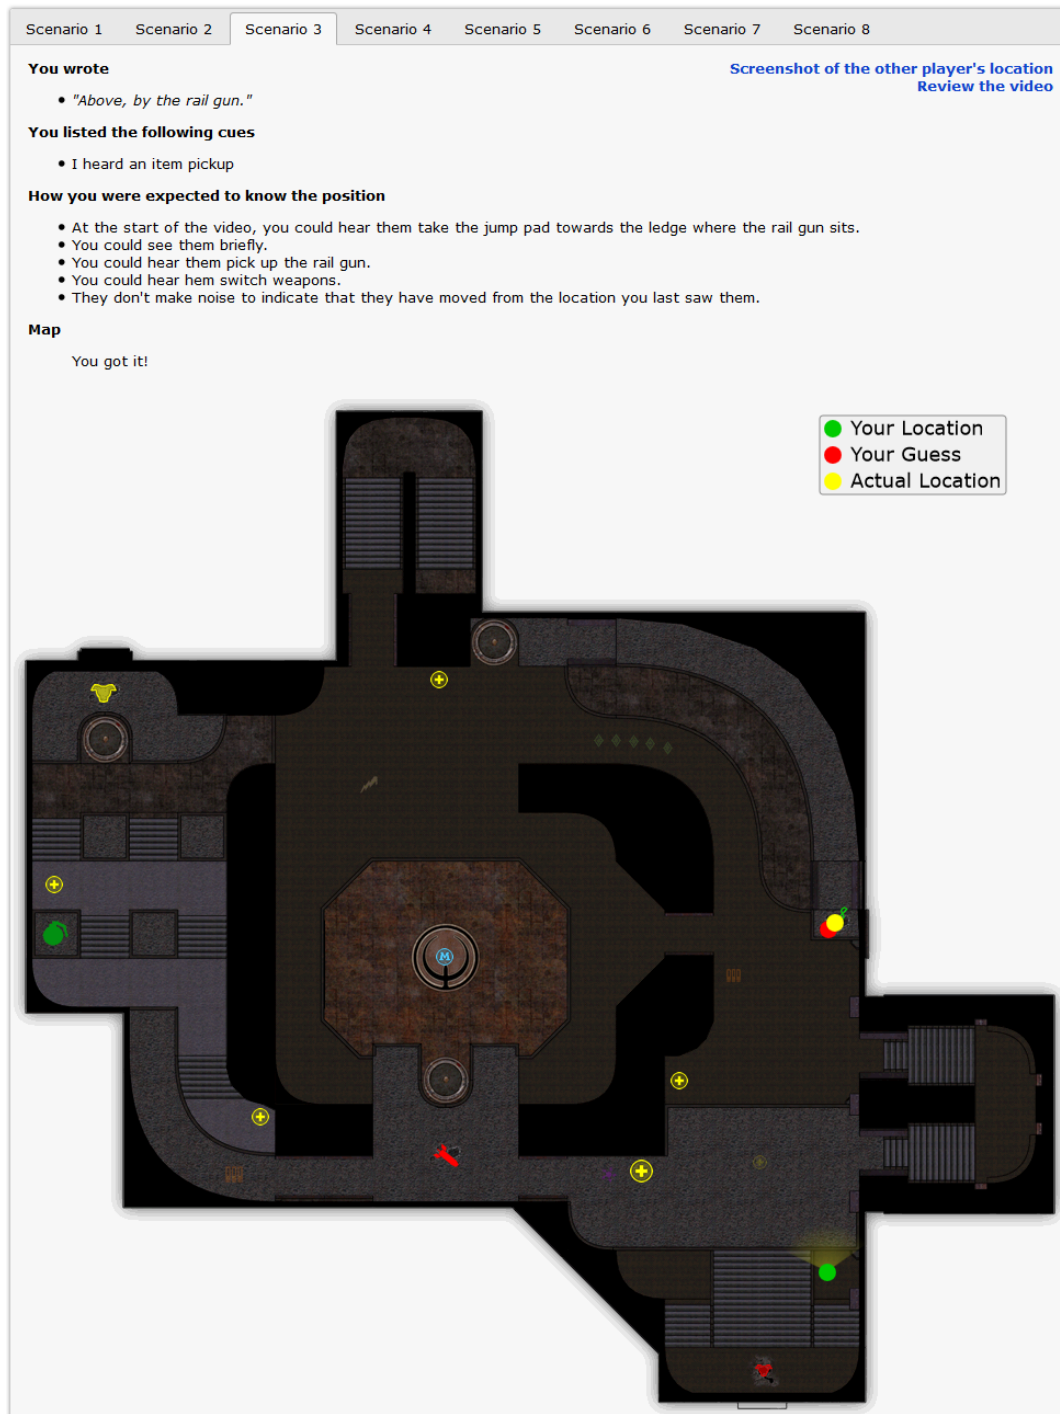 Scenario 1 Scenario 2 Scenario 3 Scenario 4 Scenario 5 Scenario 6 Scenario 7 Scenario 8
You wrote
Screenshot of the other player's location
Review the video
• "Above, by the rail gun."
You listed the following cues
• I heard an item pickup
How you were expected to know the position
• At the start of the video, you could hear them take the jump pad towards the ledge where the rail gun sits.
• You could see them briefly.
• You could hear them pick up the rail gun.
• You could hear hem switch weapons.
• They don't make noise to indicate that they have moved from the location you last saw them.
Map
You got it!
Your Location
Your Guess
Actual Location
M